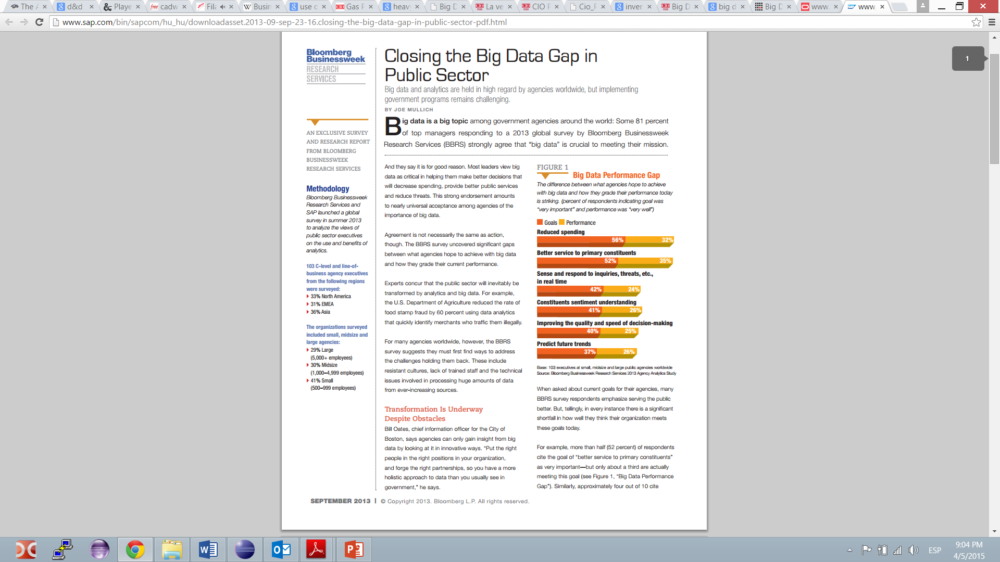 The
d&d
Playe
cadw
Fil
Busin
use c
Gas F
heav
Big D
La ve
CIO F
Cio_F
inver
Big D
big d
Big D
www.
www
www.sap.com/bin/sapcom/hu_hu/downloadasset.2013-09-sep-23-16.closing-the-big-data-gap-in-public-sector-pdf.html
1
Bloomberg
Businessweek
RESEARCH
SERVICES
AN EXCLUSIVE SURVEY
AND RESEARCH REPORT
FROM BLOOMBERG
BUSINESSWEEK
RESEARCH SERVICES
Methodology
Bloomberg Businessweek
Research Services and
SAP launched a global
survey in summer 2013
to analyze the views of
public sector executives
on the use and benefits of
analytics.
103 C-level and line-of-
business agency executives
from the following regions
were surveyed:
33% North America
31% EMEA
36% Asia
The organizations surveyed
included small, midsize and
large agencies:
29% Large
(5,000+ employees)
30% Midsize
(1,000–4,999 employees)
41% Small
(500–999 employees)
Closing the Big Data Gap in
Public Sector
Big data and analytics are held in high regard by agencies worldwide, but implementing
government programs remains challenging.
BY JOE MULLICH
Big data is a big topic among government agencies around the world: Some 81 percent
of top managers responding to a 2013 global survey by Bloomberg Businessweek
Research Services (BBRS) strongly agree that “big data” is crucial to meeting their mission.
And they say it is for good reason. Most leaders view big
data as critical in helping them make better decisions that
will decrease spending, provide better public services
and reduce threats. This strong endorsement amounts
to nearly universal acceptance among agencies of the
importance of big data.
Agreement is not necessarily the same as action,
though. The BBRS survey uncovered significant gaps
between what agencies hope to achieve with big data
and how they grade their current performance.
Experts concur that the public sector will inevitably be
transformed by analytics and big data. For example,
the U.S. Department of Agriculture reduced the rate of
food stamp fraud by 60 percent using data analytics
that quickly identify merchants who traffic them illegally.
For many agencies worldwide, however, the BBRS
survey suggests they must first find ways to address
the challenges holding them back. These include
resistant cultures, lack of trained staff and the technical
issues involved in processing huge amounts of data
from ever-increasing sources.
Transformation Is Underway
Despite Obstacles
Bill Oates, chief information officer for the City of
Boston, says agencies can only gain insight from big
data by looking at it in innovative ways. “Put the right
people in the right positions in your organization,
and forge the right partnerships, so you have a more
holistic approach to data than you usually see in
government,” he says.
FIGURE 1
Big Data Performance Gap
The difference between what agencies hope to achieve
with big data and how they grade their performance today
is striking. (percent of respondents indicating goal was
“very important” and performance was “very well”)
Goals Performance
Reduced spending
56% 32%
Better service to primary constituents
52% 35%
Sense and respond to inquiries, threats, etc.,
in real time
42% 24%
Constituents sentiment understanding
41% 26%
Improving the quality and speed of decision-making
40% 25%
Predict future trends
37% 26%
Base: 103 executives at small, midsize and large public agencies worldwide
Source: Bloomberg Businessweek Research Services 2013 Agency Analytics Study
When asked about current goals for their agencies, many
BBRS survey respondents emphasize serving the public
better. But, tellingly, in every instance there is a significant
shortfall in how well they think their organization meets
these goals today.
For example, more than half (52 percent) of respondents
cite the goal of “better service to primary constituents”
as very important—but only about a third are actually
meeting this goal (see Figure 1, “Big Data Performance
Gap”). Similarly, approximately four out of 10 cite
SEPTEMBER 2013 | © Copyright 2013. Bloomberg L.P. All rights reserved.
ESP
9:04 PM
4/5/2015